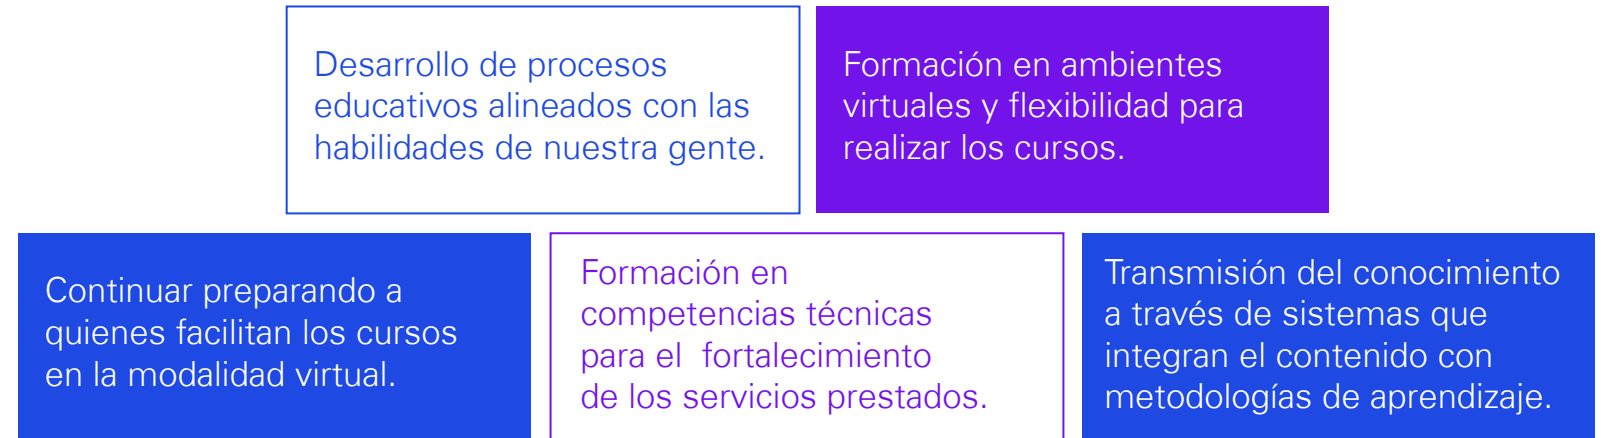 Desarrollo de procesos
educativos alineados con las
habilidades de nuestra gente.
Formación en ambientes
virtuales y flexibilidad para
realizar los cursos.
Continuar preparando a
quienes facilitan los cursos
en la modalidad virtual.
Formación en
competencias técnicas
para el  fortalecimiento
de los servicios prestados.
Transmisión del conocimiento
a través de sistemas que
integran el contenido con
metodologías de aprendizaje.